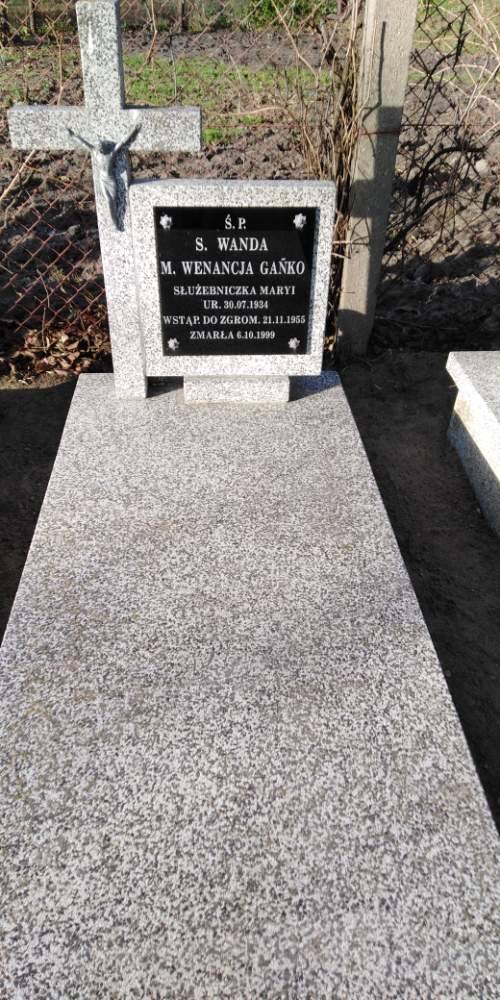 Ś.P.
S. WANDA
M. WENANCJA GAŃKO
SŁUŻEBNICZKA MARYI
UR. 30.07.1934
WSTĄP. DO ZGROM. 21.11.1955
ZMARŁA 6.10.1999